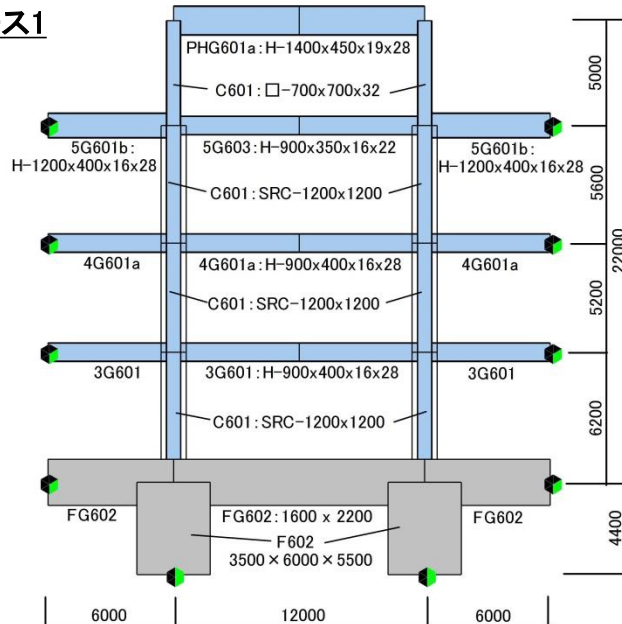 ース1
PHG601a:H-1400x450x19x28
C601:□-700x700x32
5000
5G601b:
H-1200x400x16x28
5G603:H-900x350x16x22
5G601b:
H-1200x400x16x28
C601:SRC-1200x1200
5600
22000
4G601a
4G601a:H-900x400x16x28
4G601a
C601:SRC-1200x1200
5200
3G601
3G601:H-900x400x16x28
3G601
C601:SRC-1200x1200
6200
FG602
FG602:1600 x 2200
FG602
F602
3500×6000×5500
4400
6000
12000
6000